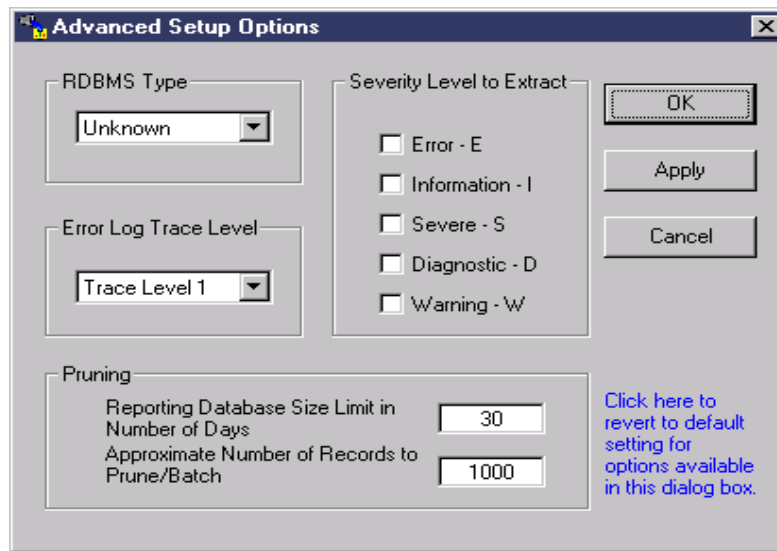 Advanced Setup Options
RDBMS Type
Unknown
Severity Level to Extract
Error - E
Information - I
Severe - S
Diagnostic - D
Warning - W
OK
Apply
Cancel
Error Log Trace Level
Trace Level 1
Pruning
Reporting Database Size Limit in
Number of Days
30
Approximate Number of Records to
Prune/Batch
1000
Click here to
revert to default
setting for
options available
in this dialog box.